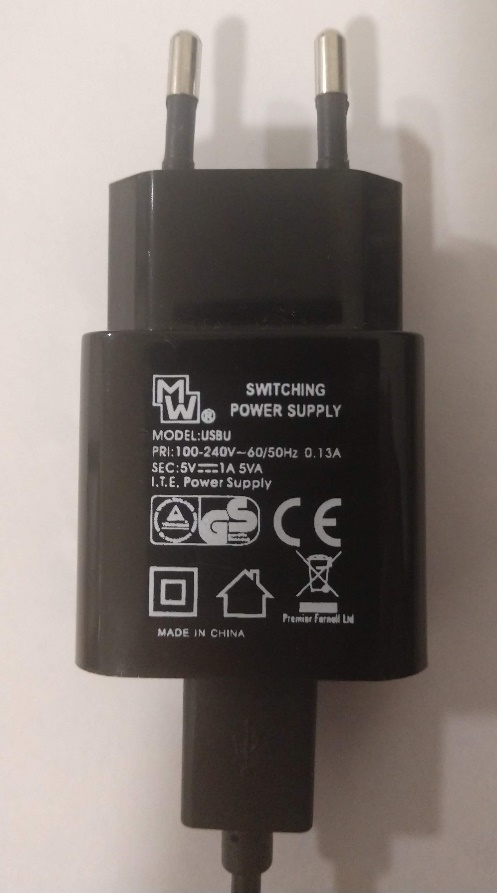 MW®
SWITCHING
POWER SUPPLY
MODEL:USBU
PRI:100-240V~60/50Hz 0.13A
SEC:5V⎓1A 5VA
I.T.E. Power Supply
GS
CE
Premier Farnell Ltd
MADE IN CHINA